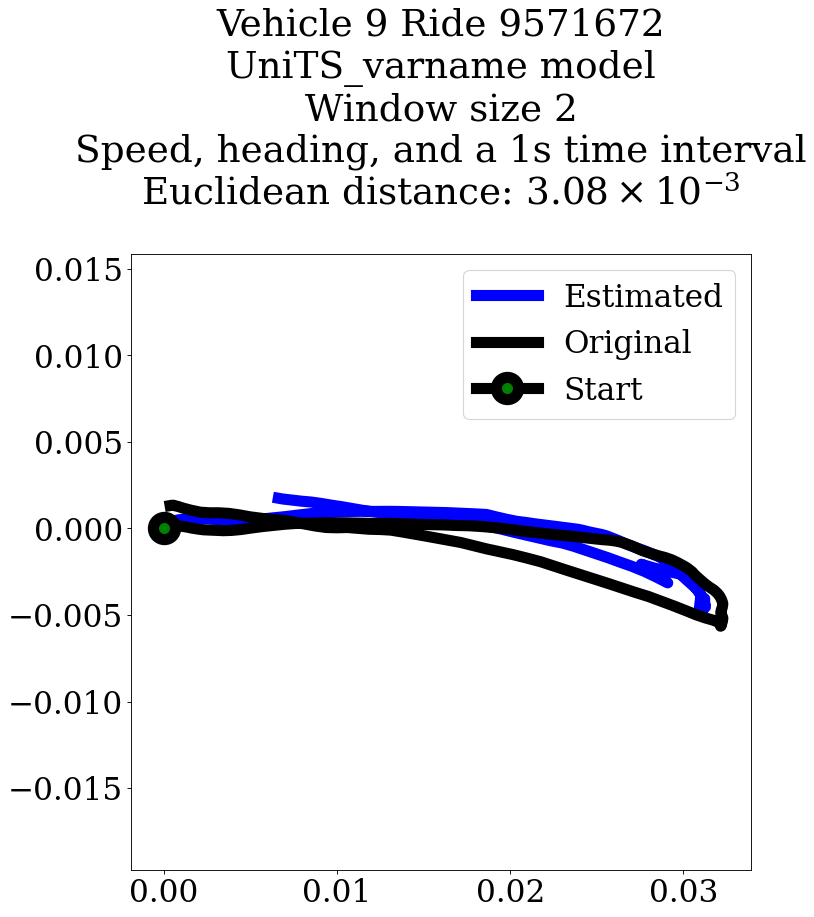 Vehicle 9 Ride 9571672
UniTS_varname model
Window size 2
Speed, heading, and a 1s time interval
Euclidean distance: 3.08 × 10⁻³
Estimated
Original
Start
0.015
0.010
0.005
0.000
−0.005
−0.010
−0.015
0.00 0.01 0.02 0.03